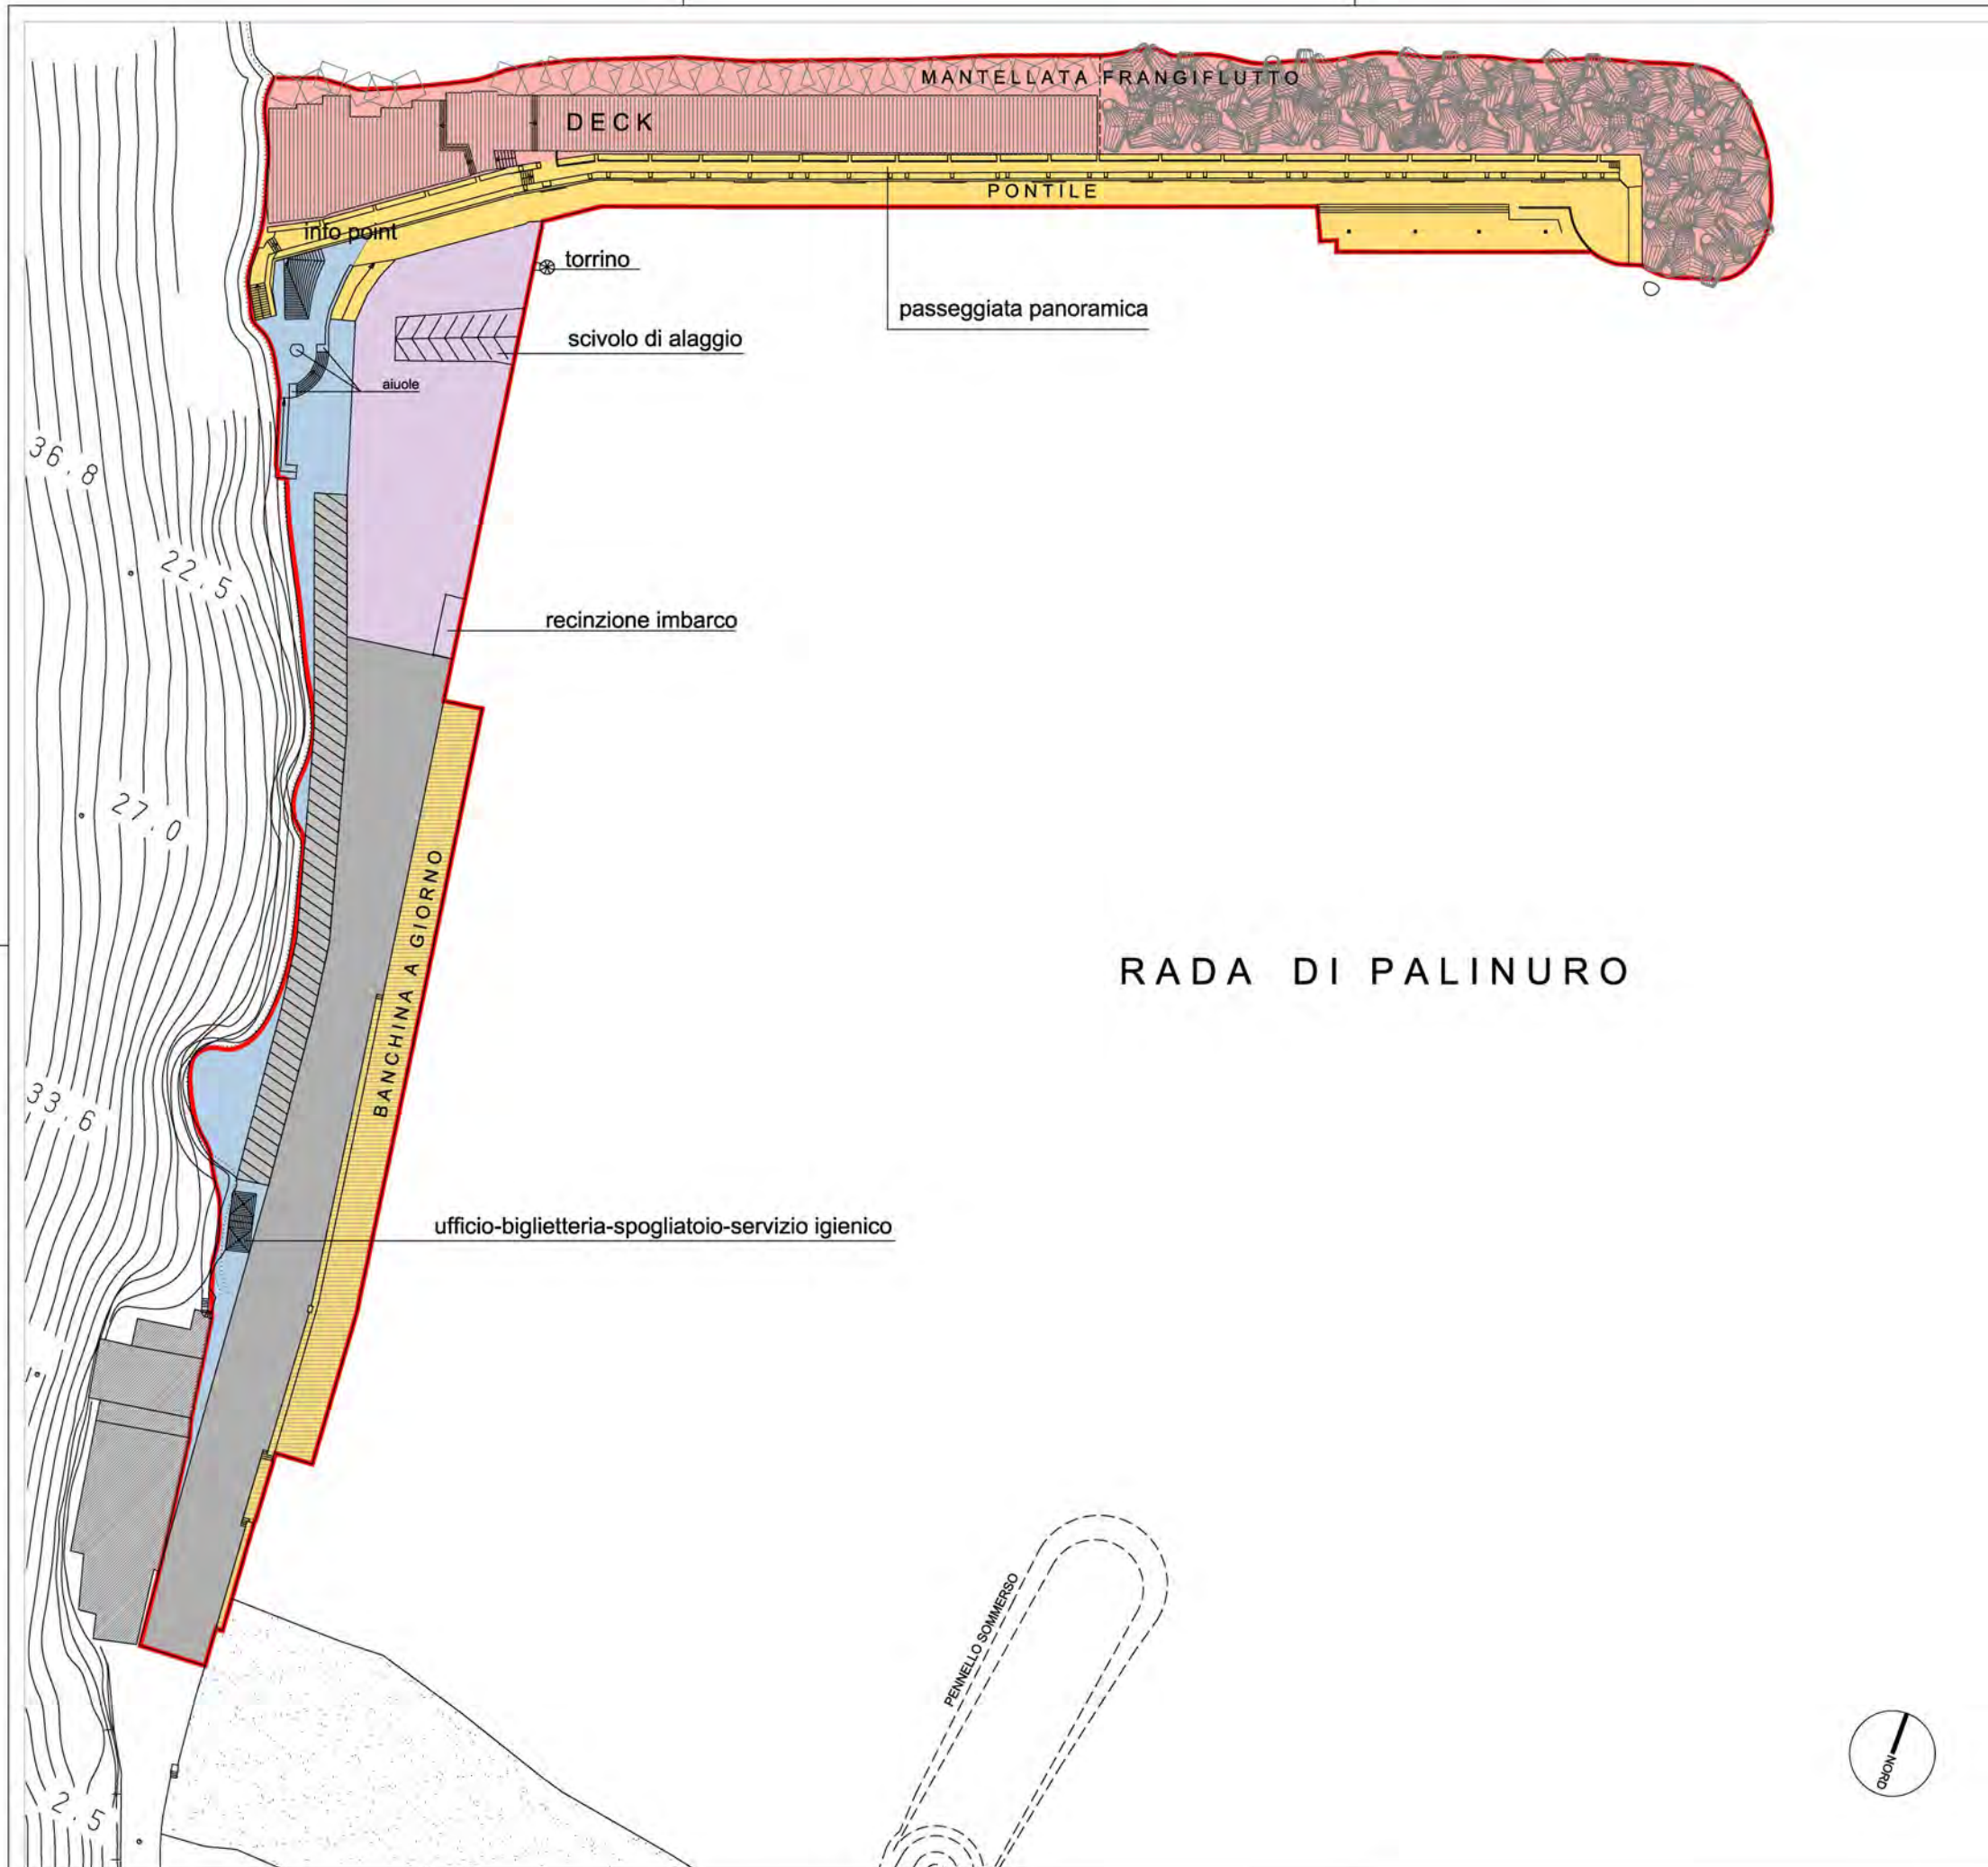 MANTELLATA FRANGIFLUTTO
DECK
PONTILE
info point
torrino
passeggiata panoramica
scivolo di alaggio
aiuole
36.8
22.5
recinzione imbarco
27.0
BANCHINA A GIORNO
RADA DI PALINURO
33.6
ufficio-biglietteria-spogliatoio-servizio igienico
PENNELLO SOMMERSO
NORD
2.5